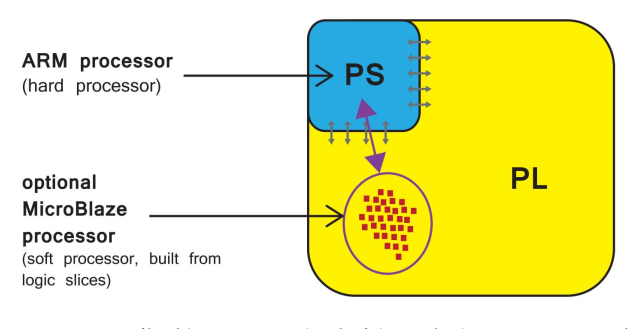 ARM processor
(hard processor)
PS
optional
MicroBlaze
processor
(soft processor, built from
logic slices)
PL